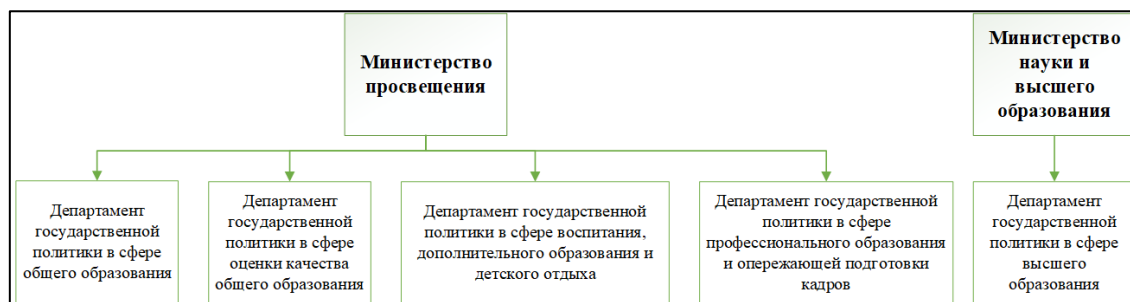 Министерство
просвещения
Министерство
науки и
высшего
образования
Департамент
государственной
политики в сфере
общего образования
Департамент
государственной
политики в сфере
оценки качества
общего образования
Департамент государственной
политики в сфере воспитания,
дополнительного образования и
детского отдыха
Департамент государственной
политики в сфере
профессионального образования
и опережающей подготовки
кадров
Департамент
государственной
политики в сфере
высшего
образования